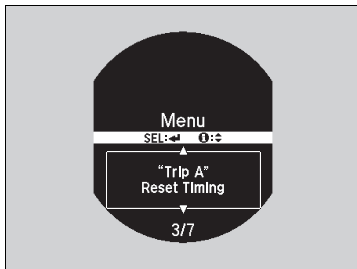 Menu
SEL:↵ ℹ:⬍
“Trip A”
Reset Timing
3/7